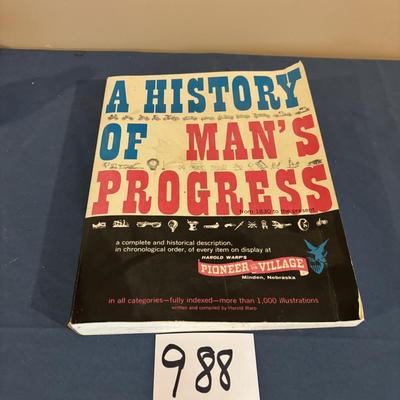 A HISTORY
OF MAN'S
PROGRESS
from 1830 to the present
a complete and historical description,
in chronological order, of every item on display at
HAROLD WARP'S
PIONEER VILLAGE
Minden, Nebraska
in all categories—fully indexed—more than 1,000 illustrations
written and compiled by Harold Warp
988